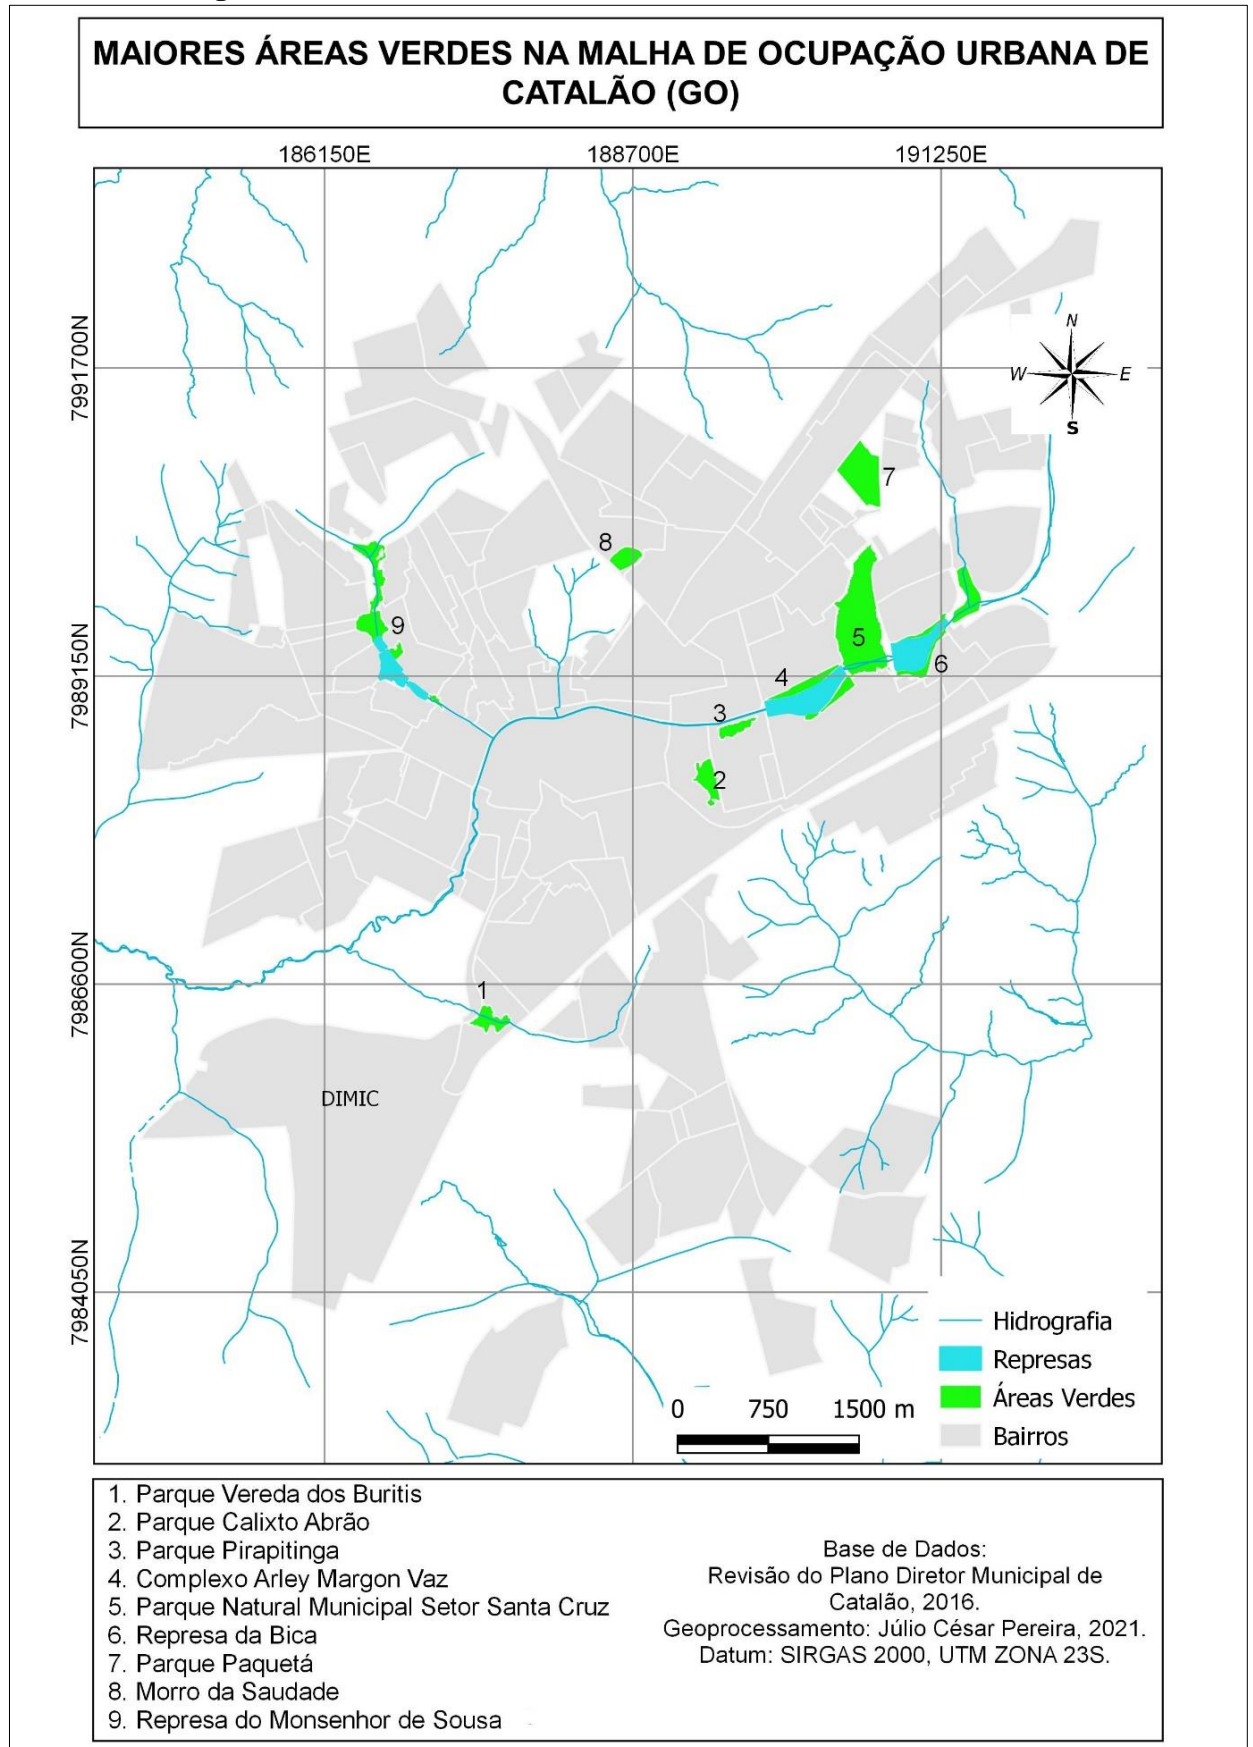 MAIORES ÁREAS VERDES NA MALHA DE OCUPAÇÃO URBANA DE
CATALÃO (GO)
186150E 188700E 191250E
7991700N
7989150N
7986600N
7984050N
N
W E
S
7
8
9
5
6
4
3
2
1
DIMIC
Hidrografia
Represas
Áreas Verdes
Bairros
0 750 1500 m
1. Parque Vereda dos Buritis
2. Parque Calixto Abrão
3. Parque Pirapitinga
4. Complexo Arley Margon Vaz
5. Parque Natural Municipal Setor Santa Cruz
6. Represa da Bica
7. Parque Paquetá
8. Morro da Saudade
9. Represa do Monsenhor de Sousa
Base de Dados:
Revisão do Plano Diretor Municipal de
Catalão, 2016.
Geoprocessamento: Júlio César Pereira, 2021.
Datum: SIRGAS 2000, UTM ZONA 23S.